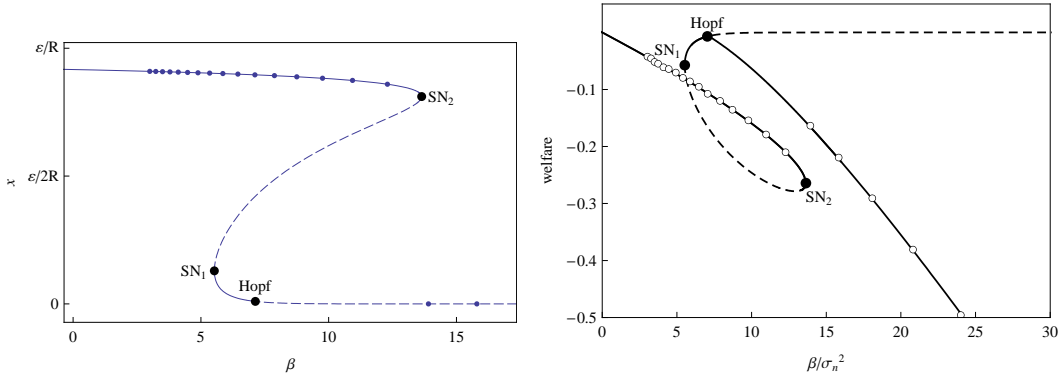 ε/R
ε/2R
0
x
SN₂
SN₁
Hopf
0
5
10
15
β
Hopf
SN₁
SN₂
-0.1
-0.2
-0.3
-0.4
-0.5
welfare
0
5
10
15
20
25
30
β/σₙ²